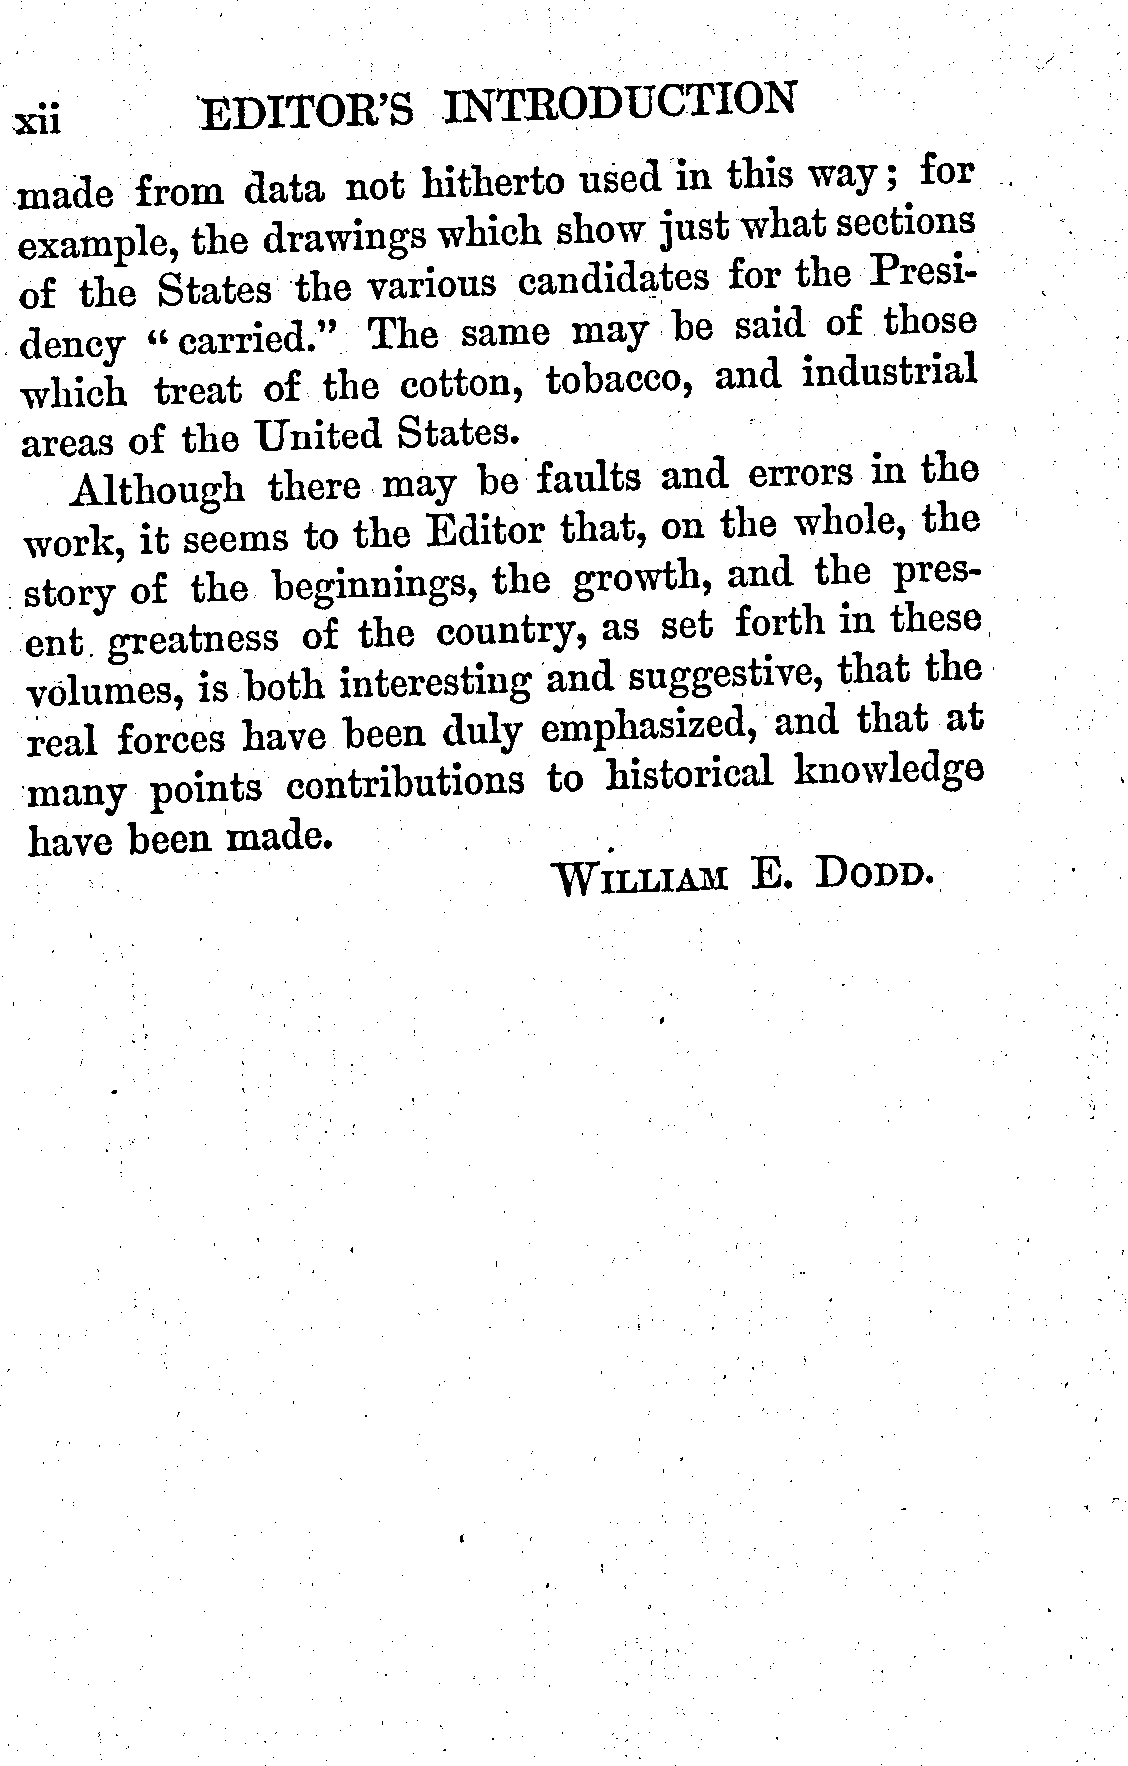 xii EDITOR'S INTRODUCTION
made from data not hitherto used in this way; for
example, the drawings which show just what sections
of the States the various candidates for the Presi-
dency "carried." The same may be said of those
which treat of the cotton, tobacco, and industrial
areas of the United States.
Although there may be faults and errors in the
work, it seems to the Editor that, on the whole, the
story of the beginnings, the growth, and the pres-
ent greatness of the country, as set forth in these
volumes, is both interesting and suggestive, that the
real forces have been duly emphasized, and that at
many points contributions to historical knowledge
have been made.
WILLIAM E. DODD.